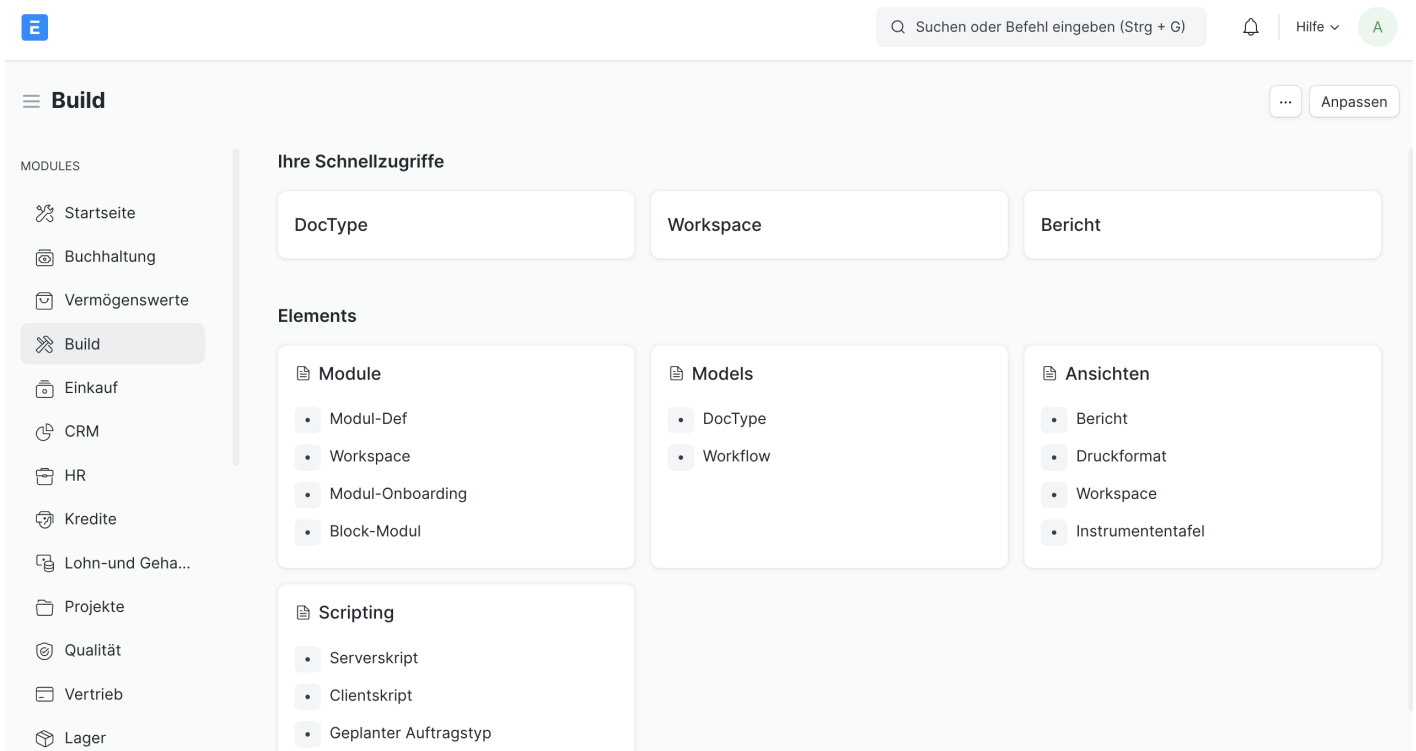 E
Suchen oder Befehl eingeben (Strg + G)
Hilfe
A
Build
...
Anpassen
MODULES
Startseite
Buchhaltung
Vermögenswerte
Build
Einkauf
CRM
HR
Kredite
Lohn-und Geha...
Projekte
Qualität
Vertrieb
Lager
Ihre Schnellzugriffe
DocType
Workspace
Bericht
Elements
Module
Modul-Def
Workspace
Modul-Onboarding
Block-Modul
Models
DocType
Workflow
Ansichten
Bericht
Druckformat
Workspace
Instrumententafel
Scripting
Serverskript
Clientskript
Geplanter Auftragstyp